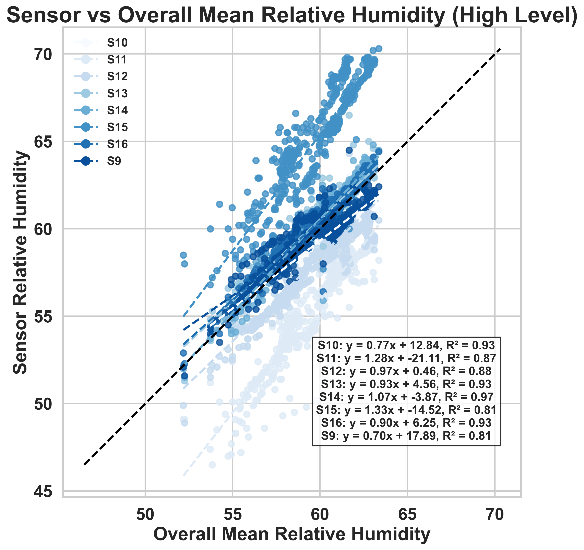 Sensor vs Overall Mean Relative Humidity (High Level)
70
65
60
55
50
45
Sensor Relative Humidity
S10
S11
S12
S13
S14
S15
S16
S9
S10: y = 0.77x + 12.84, R² = 0.93
S11: y = 1.28x + -21.11, R² = 0.87
S12: y = 0.97x + 0.46, R² = 0.88
S13: y = 0.93x + 4.56, R² = 0.93
S14: y = 1.07x + -3.87, R² = 0.97
S15: y = 1.33x + -14.52, R² = 0.81
S16: y = 0.90x + 6.25, R² = 0.93
S9: y = 0.70x + 17.89, R² = 0.81
50 55 60 65 70
Overall Mean Relative Humidity